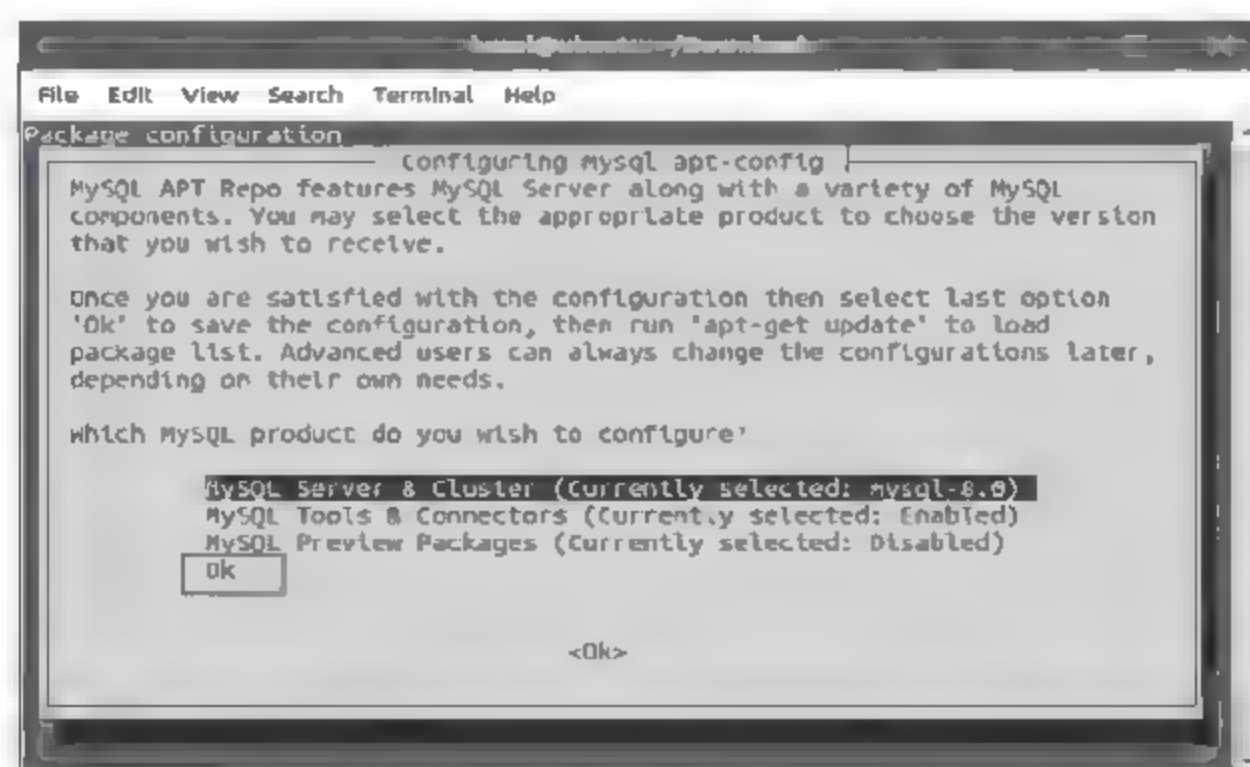 File Edit View Search Terminal Help
Package configuration
Configuring mysql apt-config
MySQL APT Repo features MySQL Server along with a variety of MySQL
components. You may select the appropriate product to choose the version
that you wish to receive.
Once you are satisfied with the configuration then select last option
'Ok' to save the configuration, then run 'apt-get update' to load
package list. Advanced users can always change the configurations later,
depending on their own needs.
Which MySQL product do you wish to configure?
MySQL Server & Cluster (Currently selected: mysql-8.0)
MySQL Tools & Connectors (Currently selected: Enabled)
MySQL Preview Packages (Currently selected: Disabled)
Ok
<Ok>